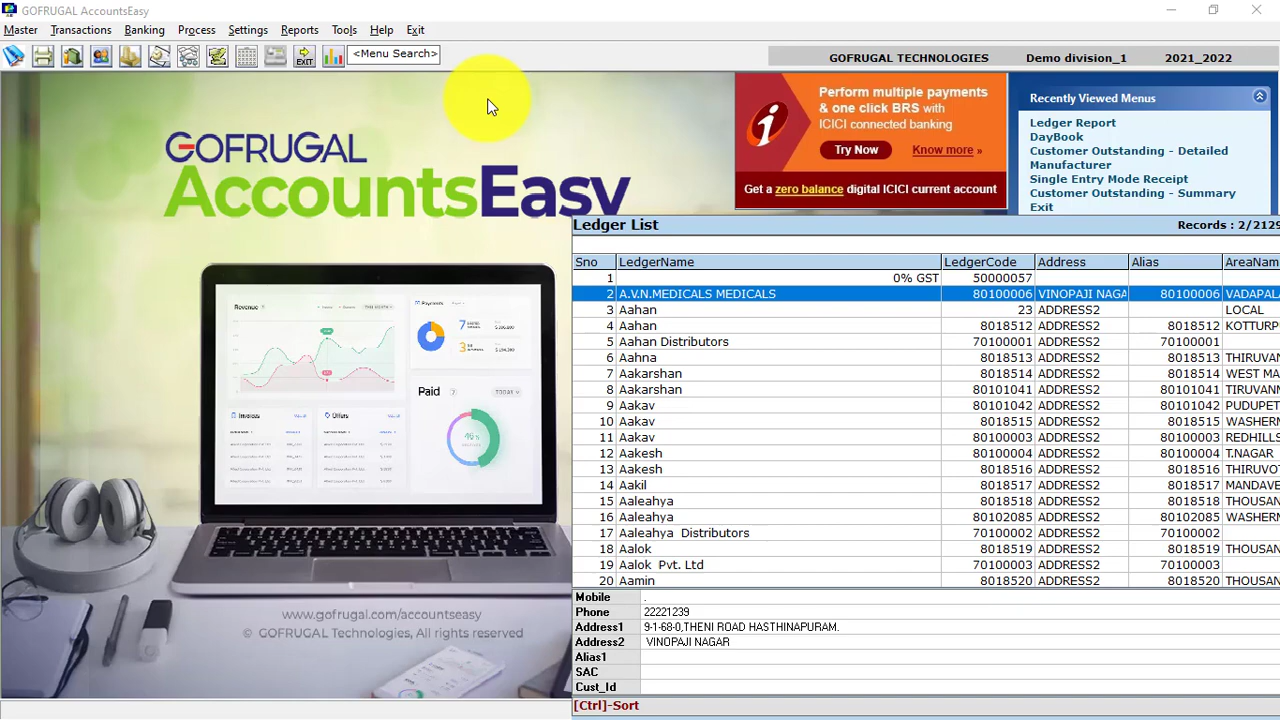 GOFRUGAL AccountsEasy
Master Transactions Banking Process Settings Reports Tools Help Exit
EXIT <Menu Search> GOFRUGAL TECHNOLOGIES Demo division_1 2021_2022
GOFRUGAL
AccountsEasy
Perform multiple payments
& one click BRS with
ICICI connected banking
Try Now Know more »
Get a zero balance digital ICICI current account
Recently Viewed Menus
Ledger Report
DayBook
Customer Outstanding - Detailed
Manufacturer
Single Entry Mode Receipt
Customer Outstanding - Summary
Exit
Ledger List Records : 2/2129
Sno LedgerName LedgerCode Address Alias AreaNam
1 0% GST 50000057
2 A.V.N.MEDICALS MEDICALS 80100006 VINOPAJI NAGA 80100006 VADAPAL
3 Aahan 23 ADDRESS2 LOCAL
4 Aahan 8018512 ADDRESS2 8018512 KOTTURP
5 Aahan Distributors 70100001 ADDRESS2 70100001
6 Aahna 8018513 ADDRESS2 8018513 THIRUVAN
7 Aakarshan 8018514 ADDRESS2 8018514 WEST MA
8 Aakarshan 80101041 ADDRESS2 80101041 TIRUVANN
9 Aakav 80101042 ADDRESS2 80101042 PUDUPET
10 Aakav 8018515 ADDRESS2 8018515 WASHERM
11 Aakav 80100003 ADDRESS2 80100003 REDHILLS
12 Aakesh 80100004 ADDRESS2 80100004 T.NAGAR
13 Aakesh 8018516 ADDRESS2 8018516 THIRUVO
14 Aakil 8018517 ADDRESS2 8018517 MANDAVE
15 Aaleahya 8018518 ADDRESS2 8018518 THOUSAN
16 Aaleahya 80102085 ADDRESS2 80102085 WASHERM
17 Aaleahya Distributors 70100002 ADDRESS2 70100002
18 Aalok 8018519 ADDRESS2 8018519 THOUSAN
19 Aalok Pvt. Ltd 70100003 ADDRESS2 70100003
20 Aamin 8018520 ADDRESS2 8018520 THOUSAN
Mobile .
Phone 22221239
Address1 9-1-68-0,THENI ROAD HASTHINAPURAM.
Address2 VINOPAJI NAGAR
Alias1
SAC
Cust_Id
[Ctrl]-Sort
Revenue
Payments
Paid
TODAY
Invoices
Offers
www.gofrugal.com/accountseasy
© GOFRUGAL Technologies, All rights reserved